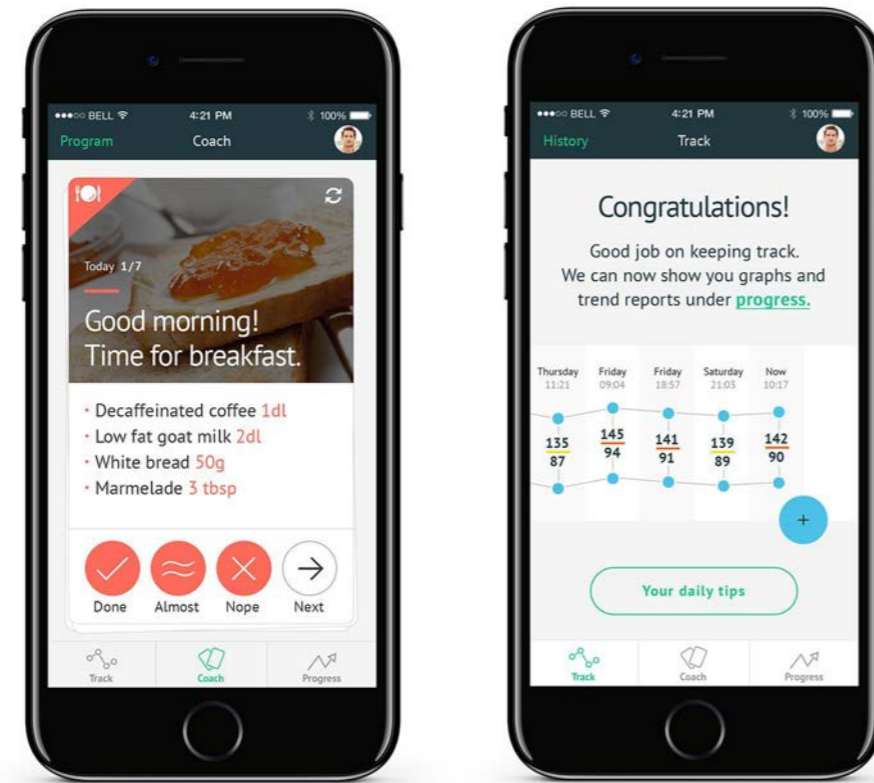 BELL 4:21 PM 100%
Program Coach
Today 1/7
Good morning!
Time for breakfast.
· Decaffeinated coffee 1dl
· Low fat goat milk 2dl
· White bread 50g
· Marmelade 3 tbsp
Done Almost Nope Next
Track Coach Progress
BELL 4:21 PM 100%
History Track
Congratulations!
Good job on keeping track.
We can now show you graphs and
trend reports under progress.
Thursday Friday Friday Saturday Now
11:21 09:04 18:57 21:03 10:17
135 145 141 139 142
87 94 91 89 90
+
Your daily tips
Track Coach Progress